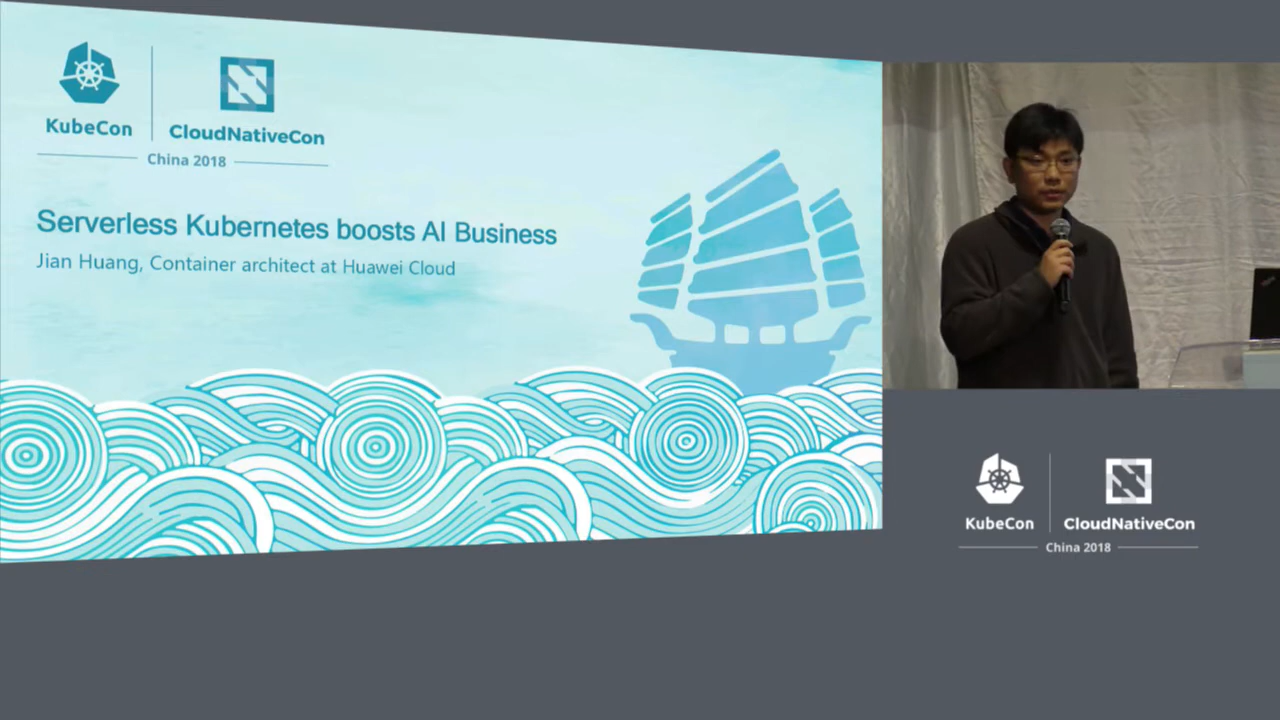 KubeCon
CloudNativeCon
China 2018
Serverless Kubernetes boosts AI Business
Jian Huang, Container architect at Huawei Cloud
KubeCon
CloudNativeCon
China 2018